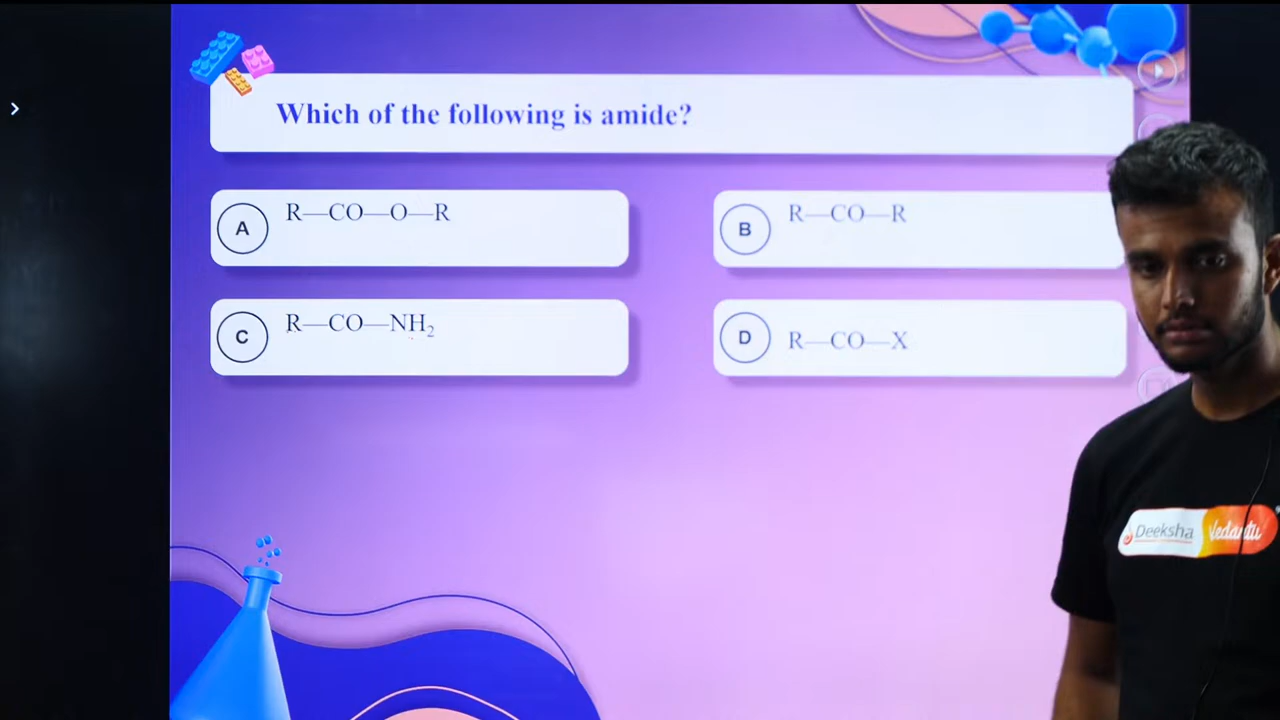 Which of the following is amide?
A R—CO—O—R
B R—CO—R
C R—CO—NH₂
D R—CO—X
Deeksha Vedantu